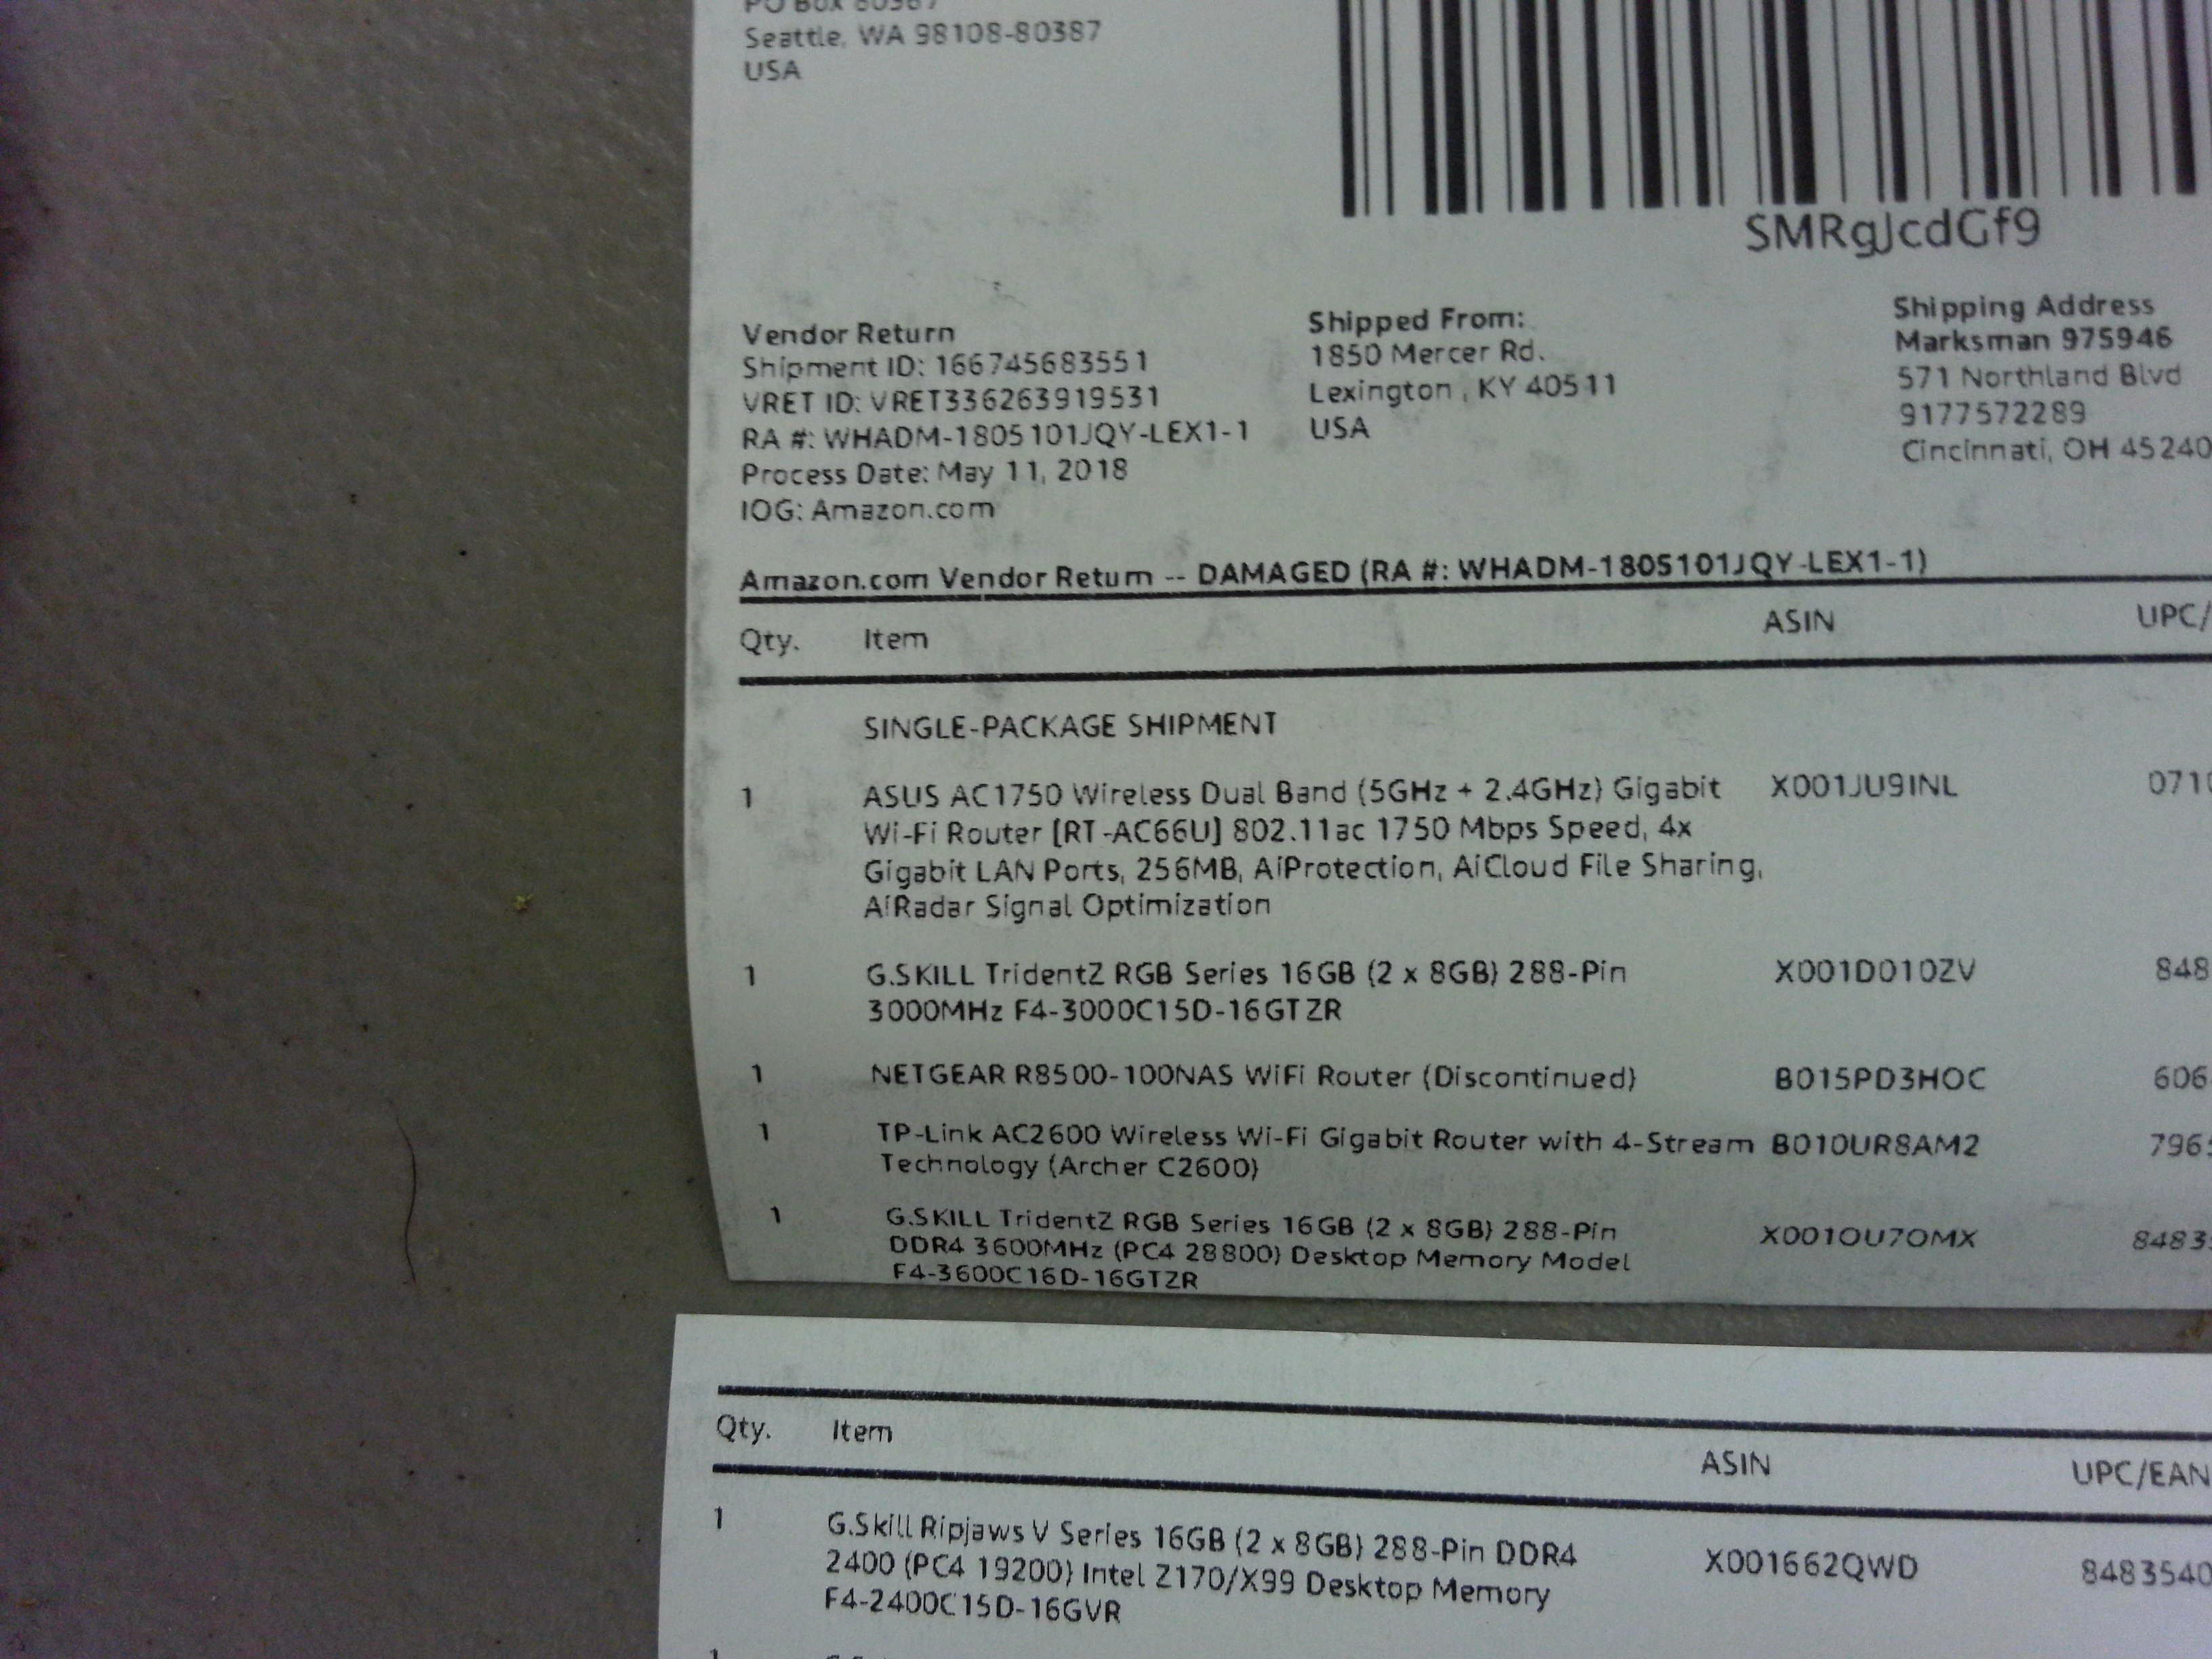 Seattle, WA 98108-80387
USA
SMRgJcdGf9
Vendor Return
Shipment ID: 166745683551
VRET ID: VRET336263919531
RA #: WHADM-1805101JQY-LEX1-1
Process Date: May 11, 2018
IOG: Amazon.com
Shipped From:
1850 Mercer Rd.
Lexington , KY 40511
USA
Shipping Address
Marksman 975946
571 Northland Blvd
9177572289
Cincinnati, OH 45240
Amazon.com Vendor Return -- DAMAGED (RA #: WHADM-1805101JQY-LEX1-1)
Qty. Item ASIN UPC/
SINGLE-PACKAGE SHIPMENT
1 ASUS AC1750 Wireless Dual Band (5GHz + 2.4GHz) Gigabit X001JU9INL 071
Wi-Fi Router [RT-AC66U] 802.11ac 1750 Mbps Speed, 4x
Gigabit LAN Ports, 256MB, AiProtection, AiCloud File Sharing,
AiRadar Signal Optimization
1 G.SKILL TridentZ RGB Series 16GB (2 x 8GB) 288-Pin X001D010ZV 848
3000MHz F4-3000C15D-16GTZR
1 NETGEAR R8500-100NAS WiFi Router (Discontinued) B015PD3HOC 606
1 TP-Link AC2600 Wireless Wi-Fi Gigabit Router with 4-Stream B010UR8AM2 796
Technology (Archer C2600)
1 G.SKILL TridentZ RGB Series 16GB (2 x 8GB) 288-Pin X001OU7OMX 8483
DDR4 3600MHz (PC4 28800) Desktop Memory Model
F4-3600C16D-16GTZR
Qty. Item ASIN UPC/EAN
1 G.Skill Ripjaws V Series 16GB (2 x 8GB) 288-Pin DDR4 X001662QWD 8483540
2400 (PC4 19200) Intel Z170/X99 Desktop Memory
F4-2400C15D-16GVR